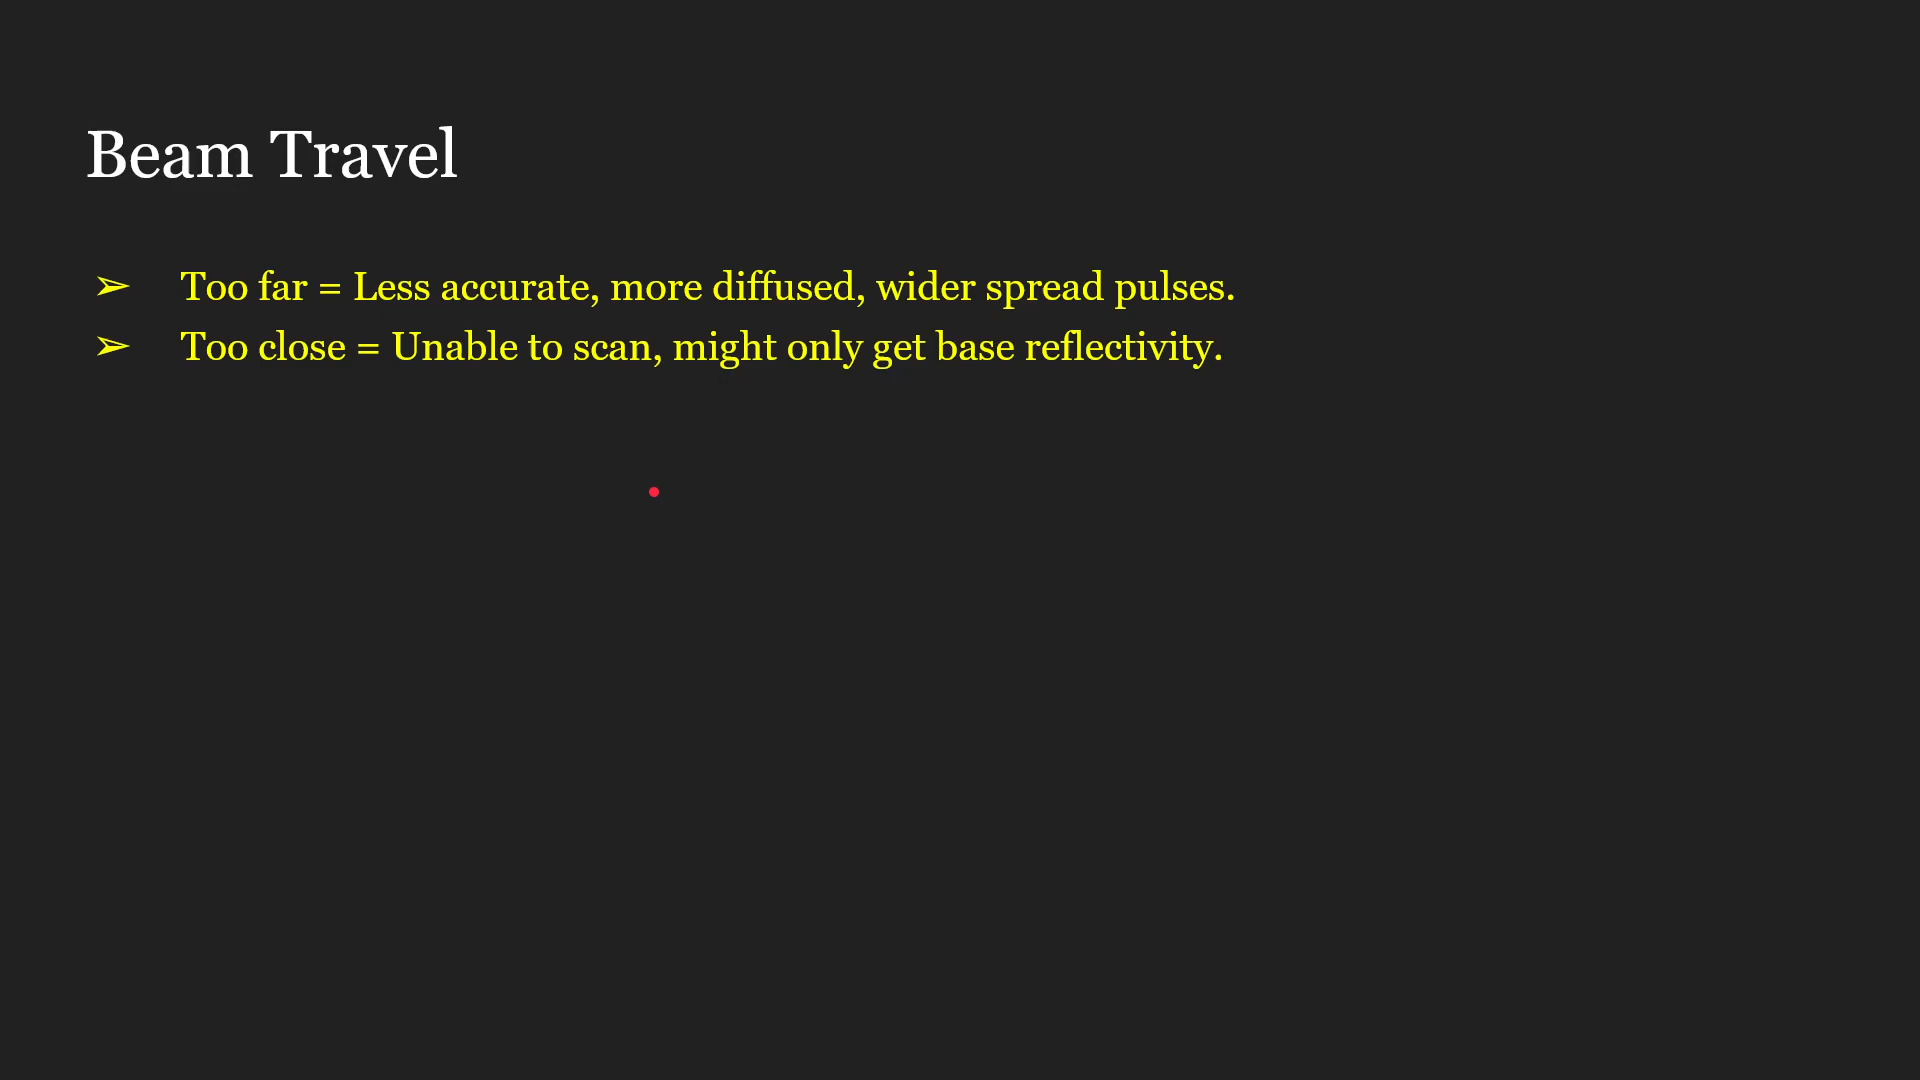 Beam Travel
➢ Too far = Less accurate, more diffused, wider spread pulses.
➢ Too close = Unable to scan, might only get base reflectivity.